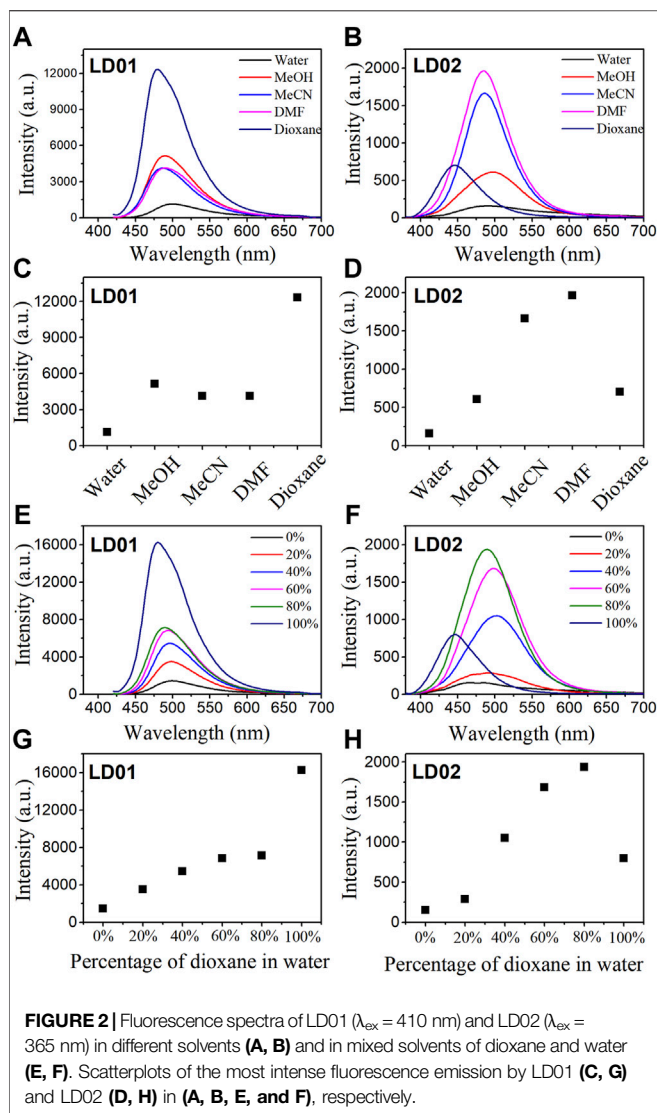 A
LD01
Water
MeOH
MeCN
DMF
Dioxane
12000
9000
6000
3000
0
Intensity (a.u.)
400 450 500 550 600 650 700
Wavelength (nm)
B
LD02
Water
MeOH
MeCN
DMF
Dioxane
2000
1500
1000
500
0
Intensity (a.u.)
400 450 500 550 600 650 700
Wavelength (nm)
C
LD01
12000
9000
6000
3000
0
Intensity (a.u.)
Water MeOH MeCN DMF Dioxane
D
LD02
2000
1500
1000
500
0
Intensity (a.u.)
Water MeOH MeCN DMF Dioxane
E
LD01
0%
20%
40%
60%
80%
100%
16000
12000
8000
4000
0
Intensity (a.u.)
400 450 500 550 600 650 700
Wavelength (nm)
F
LD02
0%
20%
40%
60%
80%
100%
2000
1500
1000
500
0
Intensity (a.u.)
400 450 500 550 600 650 700
Wavelength (nm)
G
LD01
16000
12000
8000
4000
0
Intensity (a.u.)
0% 20% 40% 60% 80% 100%
Percentage of dioxane in water
H
LD02
2000
1500
1000
500
0
Intensity (a.u.)
0% 20% 40% 60% 80% 100%
Percentage of dioxane in water
FIGURE 2 | Fluorescence spectra of LD01 (λex = 410 nm) and LD02 (λex =
365 nm) in different solvents (A, B) and in mixed solvents of dioxane and water
(E, F). Scatterplots of the most intense fluorescence emission by LD01 (C, G)
and LD02 (D, H) in (A, B, E, and F), respectively.